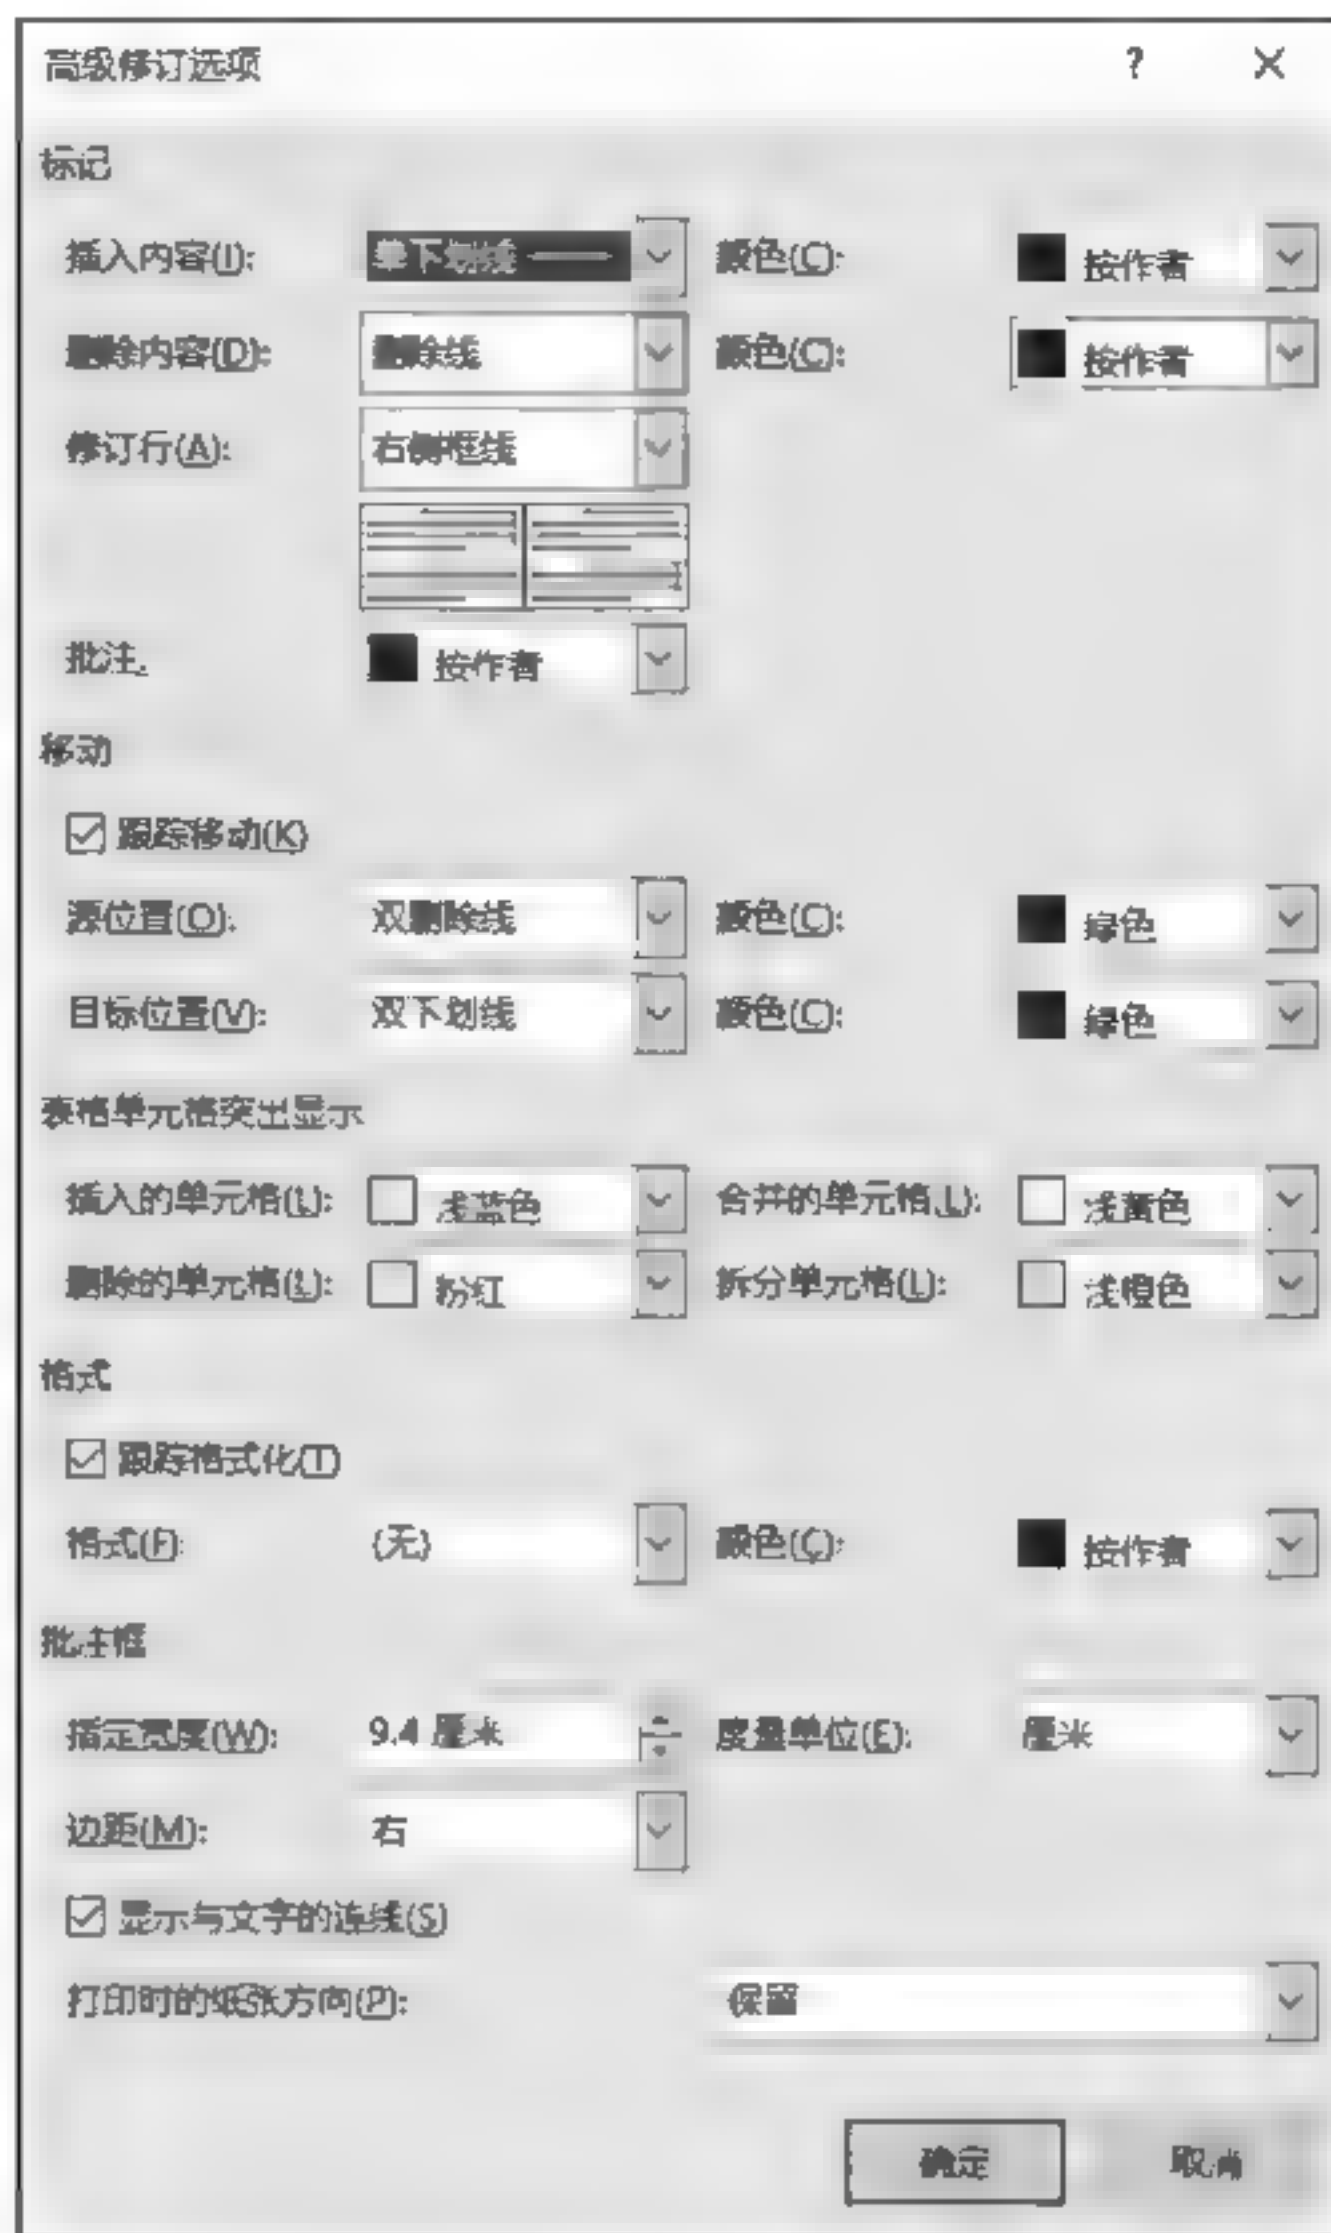 高级修订选项 ? ×
标记
插入内容(I): 单下划线 颜色(C): 按作者
删除内容(D): 删除线 颜色(C): 按作者
修订行(A): 右侧框线
批注: 按作者
移动
跟踪移动(K)
源位置(O): 双删除线 颜色(C): 绿色
目标位置(V): 双下划线 颜色(C): 绿色
表格单元格突出显示
插入的单元格(L): 浅蓝色 合并的单元格(L): 浅黄色
删除的单元格(L): 粉红 拆分单元格(L): 浅橙色
格式
跟踪格式化(T)
格式(F): (无) 颜色(C): 按作者
批注框
指定宽度(W): 9.4 厘米 度量单位(E): 厘米
边距(M): 右
显示与文字的连线(S)
打印时的纸张方向(P): 保留
确定 取消